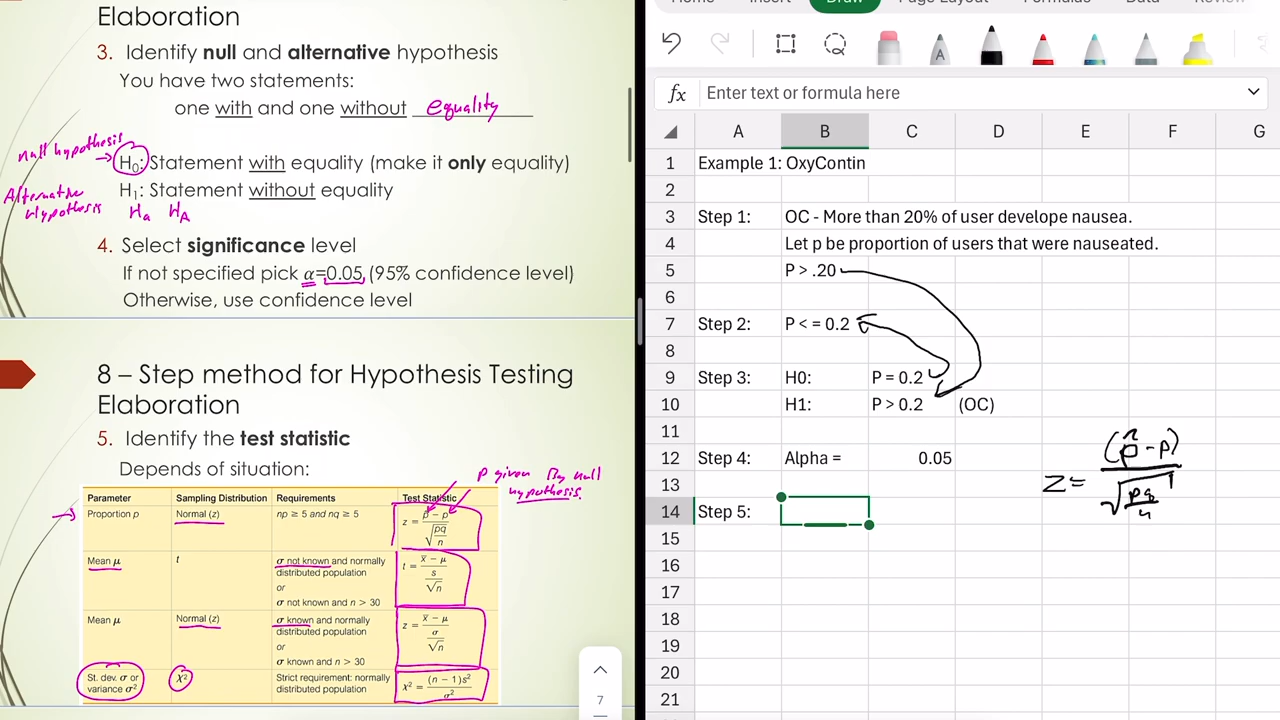 Elaboration
3. Identify null and alternative hypothesis
You have two statements:
one with and one without equality
null hypothesis
H0: Statement with equality (make it only equality)
Alternative Hypothesis
H1: Statement without equality
Ha HA
4. Select significance level
If not specified pick α=0.05 (95% confidence level)
Otherwise, use confidence level
8 – Step method for Hypothesis Testing
Elaboration
5. Identify the test statistic
Depends of situation:
p given By null
hypothesis.
Parameter Sampling Distribution Requirements Test Statistic
Proportion p Normal (z) np ≥ 5 and nq ≥ 5 z = p̂ − p / √(pq/n)
Mean μ t σ not known and normally
distributed population
or
σ not known and n > 30
t = x̄ − μ / (s/√n)
Mean μ Normal (z) σ known and normally
distributed population
or
σ known and n > 30
z = x̄ − μ / (σ/√n)
St. dev. σ or
variance σ²
χ²
Strict requirement: normally
distributed population
χ² = (n − 1)s² / σ²
7
Draw
Page Layout
A
fx Enter text or formula here
A B C D E F G
1 Example 1: OxyContin
2
3 Step 1: OC - More than 20% of user develope nausea.
4 Let p be proportion of users that were nauseated.
5 P > .20
6
7 Step 2: P < = 0.2
8
9 Step 3: H0: P = 0.2
10 H1: P > 0.2 (OC)
11
12 Step 4: Alpha = 0.05
13
14 Step 5:
15
16
17
18
19
20
21
z = (p̂ - p) / √(pq/n)